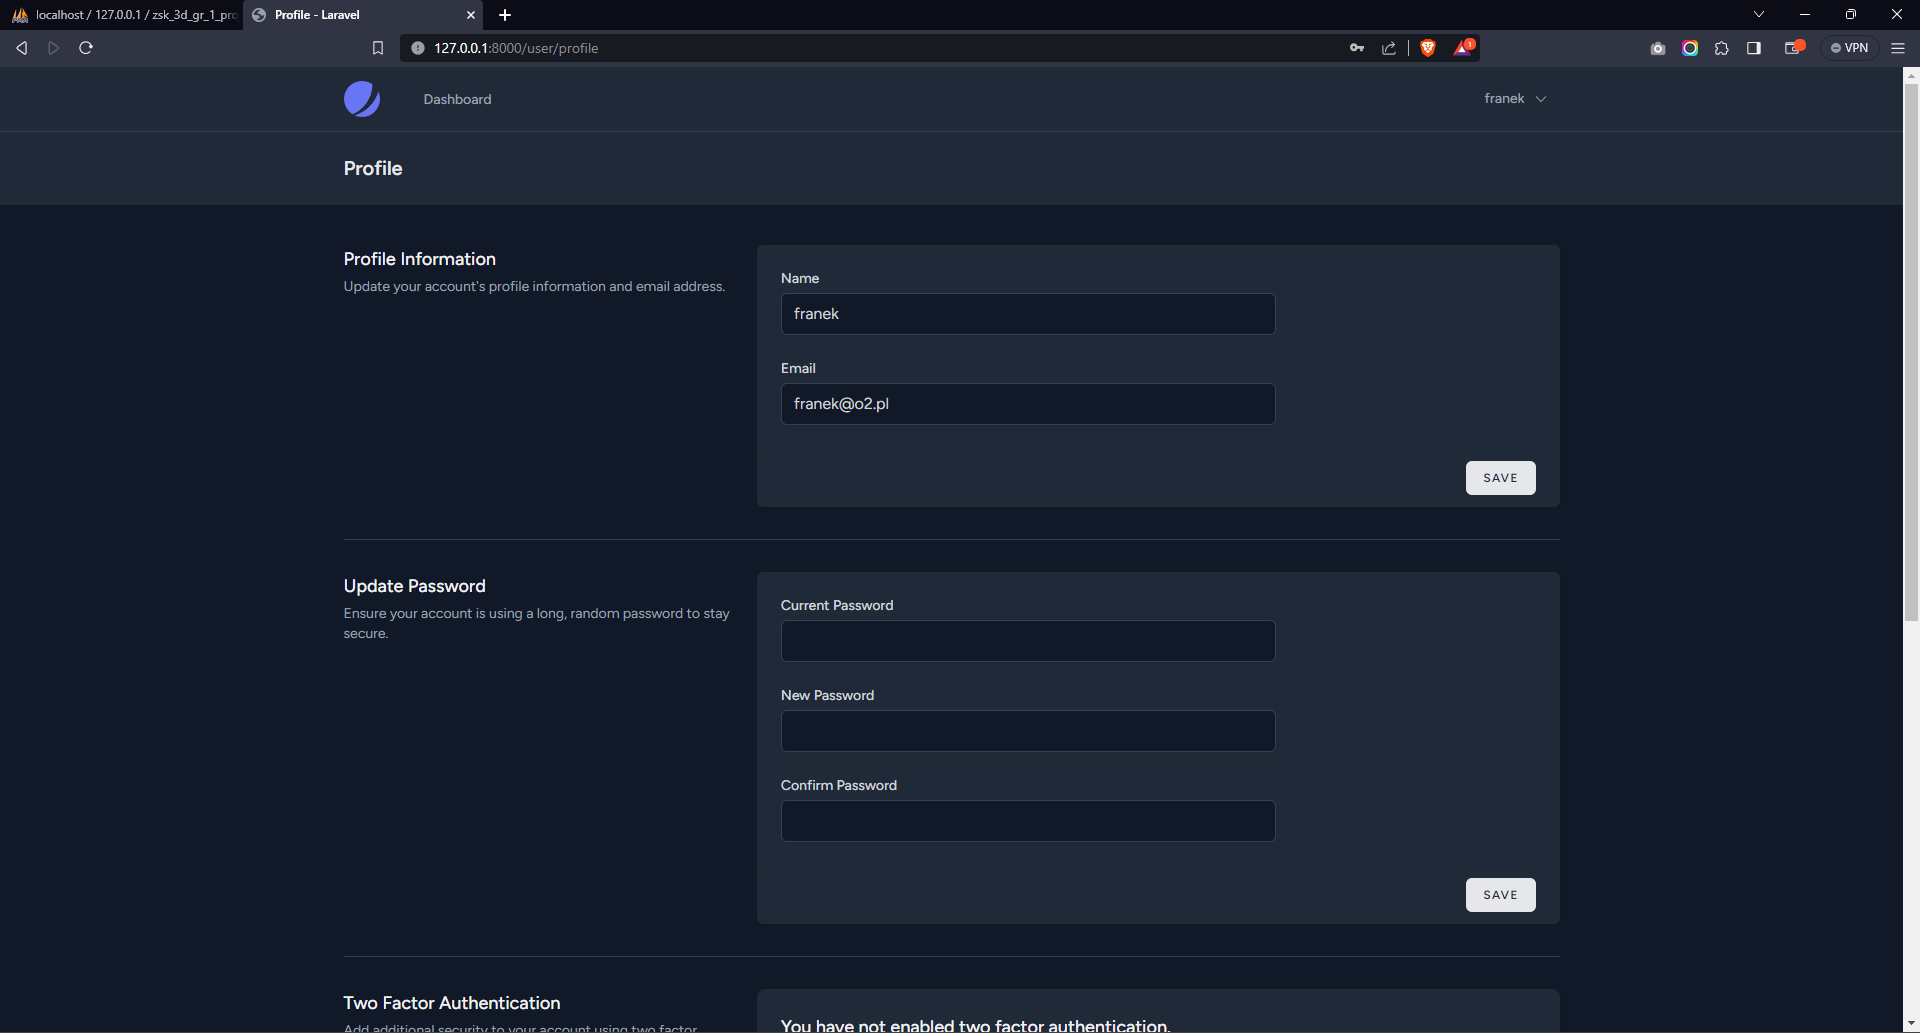 localhost / 127.0.0.1 / zsk_3d_gr_1_pro
Profile - Laravel
127.0.0.1:8000/user/profile
1
VPN
Dashboard
franek
Profile
Profile Information
Update your account's profile information and email address.
Name
franek
Email
franek@o2.pl
SAVE
Update Password
Ensure your account is using a long, random password to stay
secure.
Current Password
New Password
Confirm Password
SAVE
Two Factor Authentication
Add additional security to your account using two factor
You have not enabled two factor authentication.